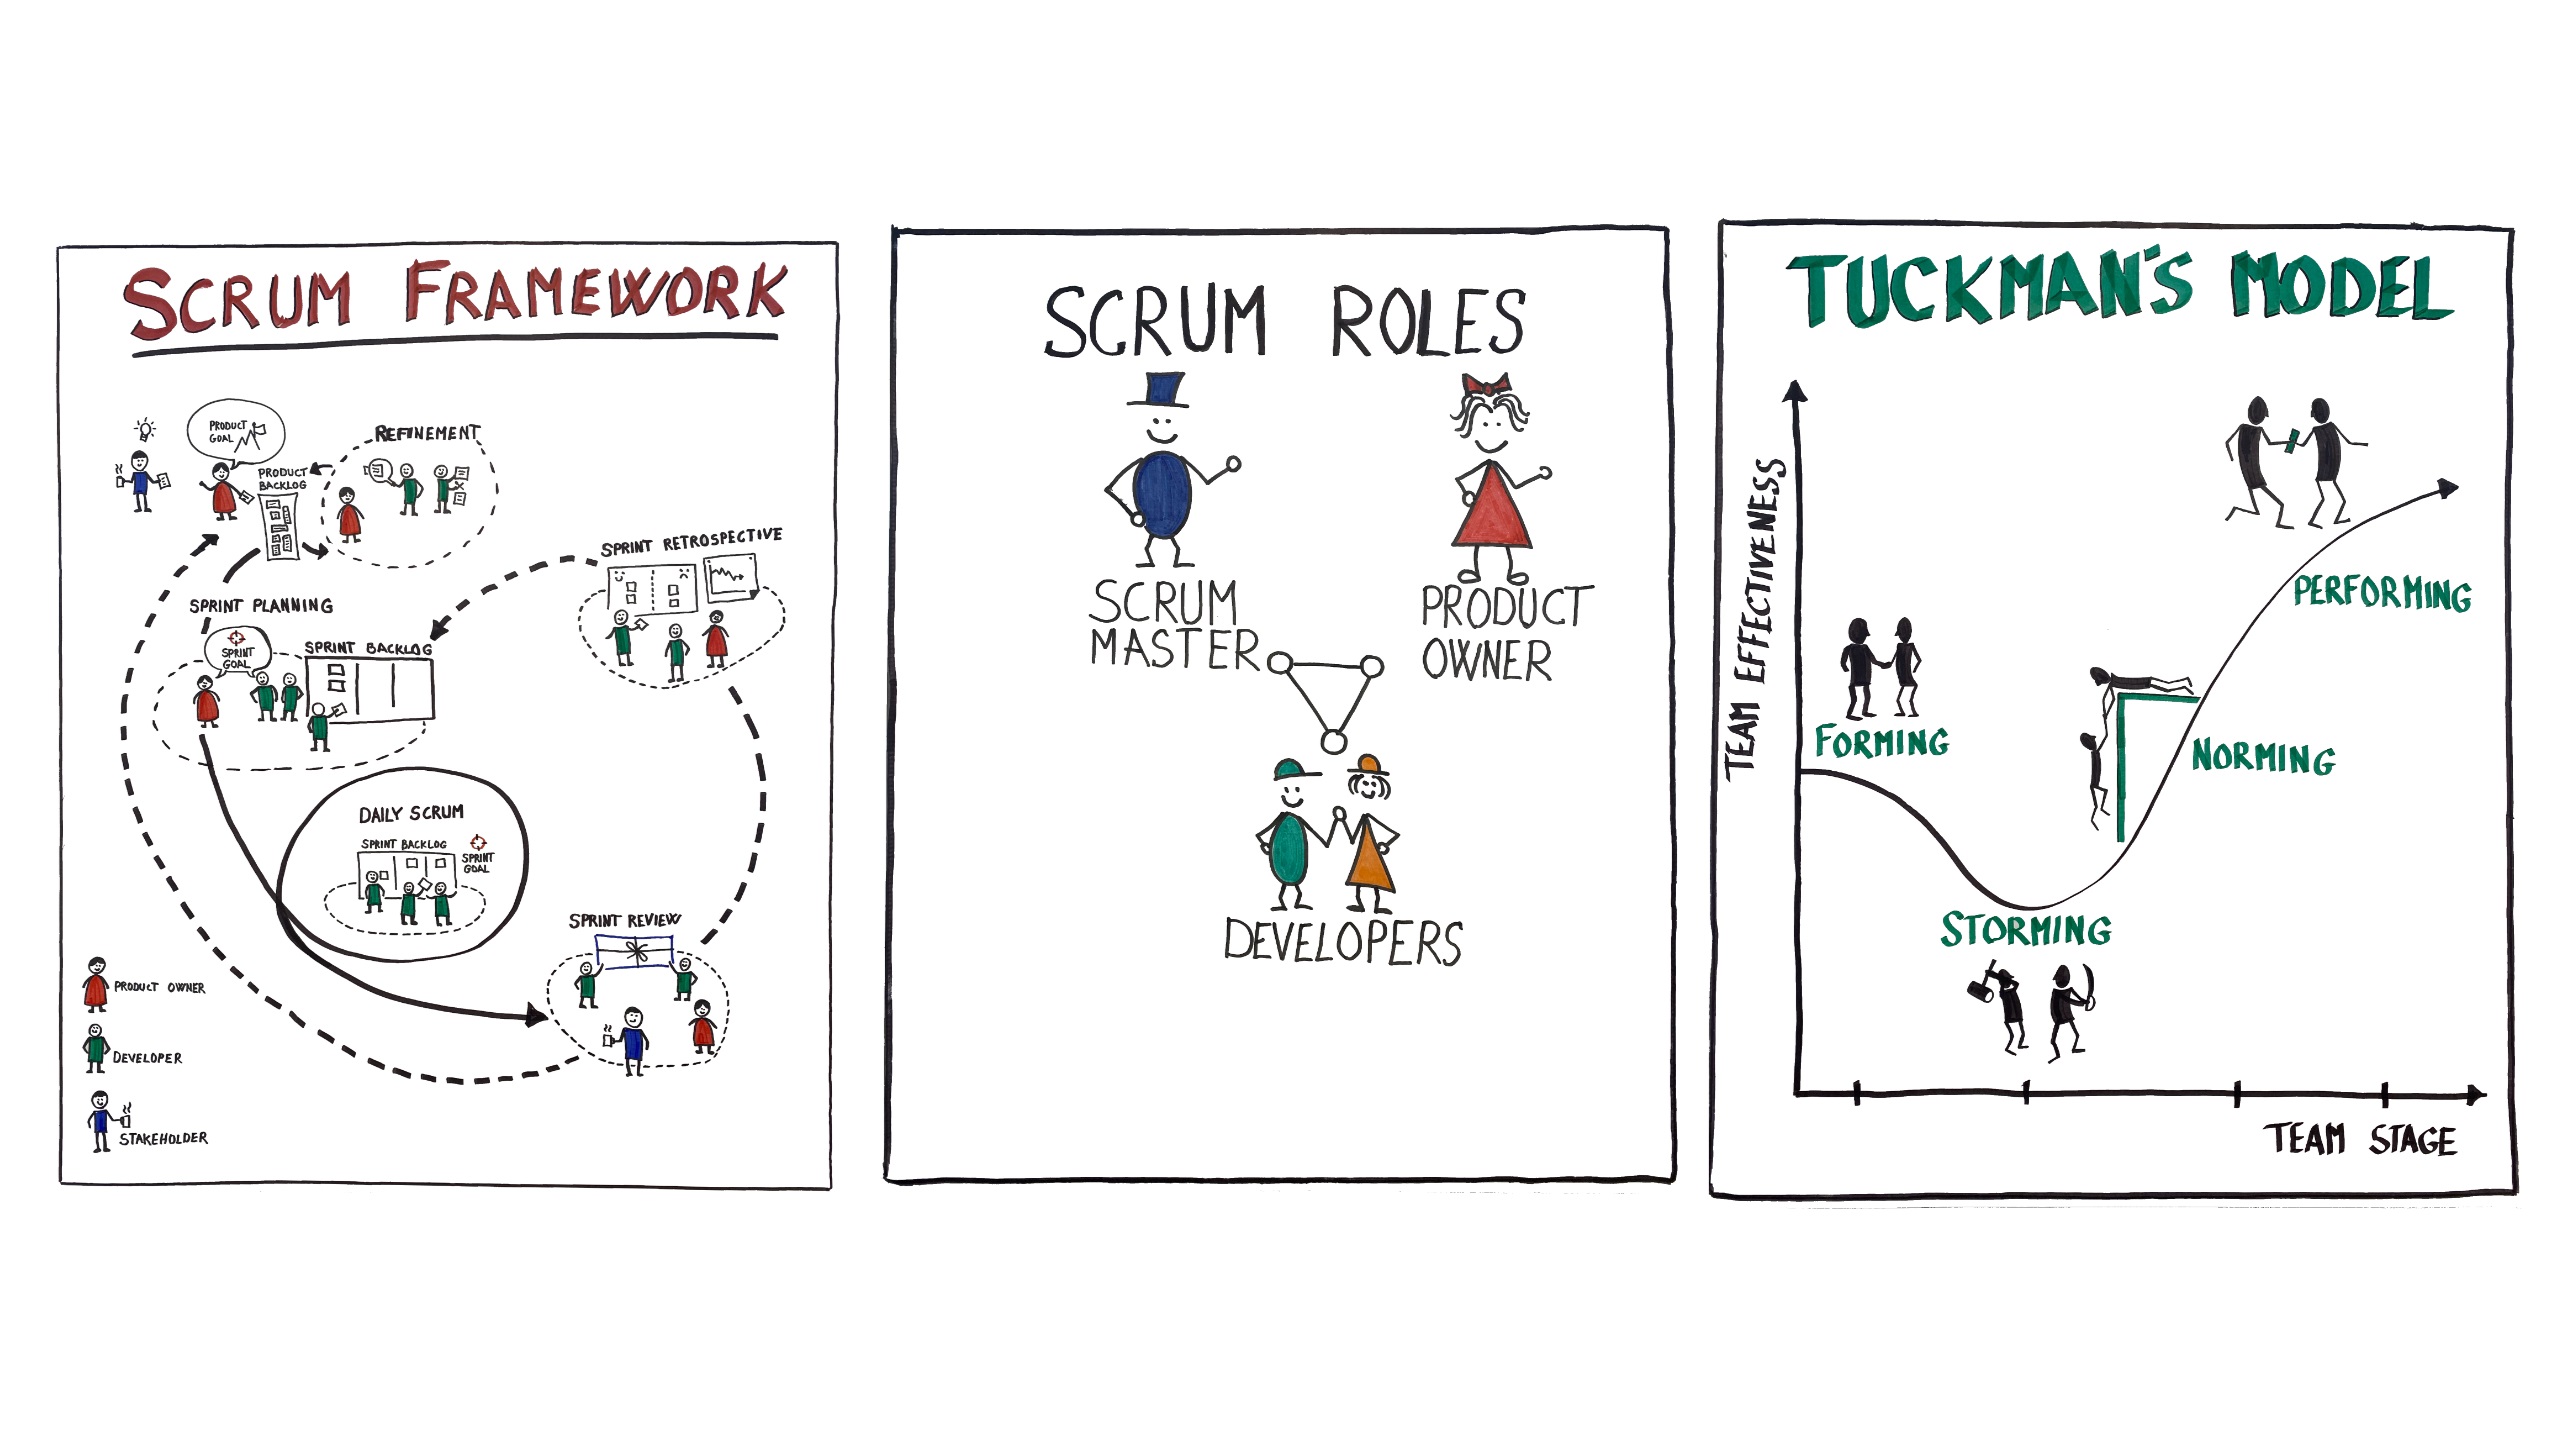 SCRUM FRAMEWORK
PRODUCT
GOAL
REFINEMENT
PRODUCT
BACKLOG
SPRINT RETROSPECTIVE
SPRINT PLANNING
SPRINT
GOAL
SPRINT BACKLOG
DAILY SCRUM
SPRINT BACKLOG
SPRINT
GOAL
SPRINT REVIEW
PRODUCT OWNER
DEVELOPER
STAKEHOLDER
SCRUM ROLES
SCRUM
MASTER
PRODUCT
OWNER
DEVELOPERS
TUCKMAN'S MODEL
TEAM EFFECTIVENESS
FORMING
STORMING
NORMING
PERFORMING
TEAM STAGE